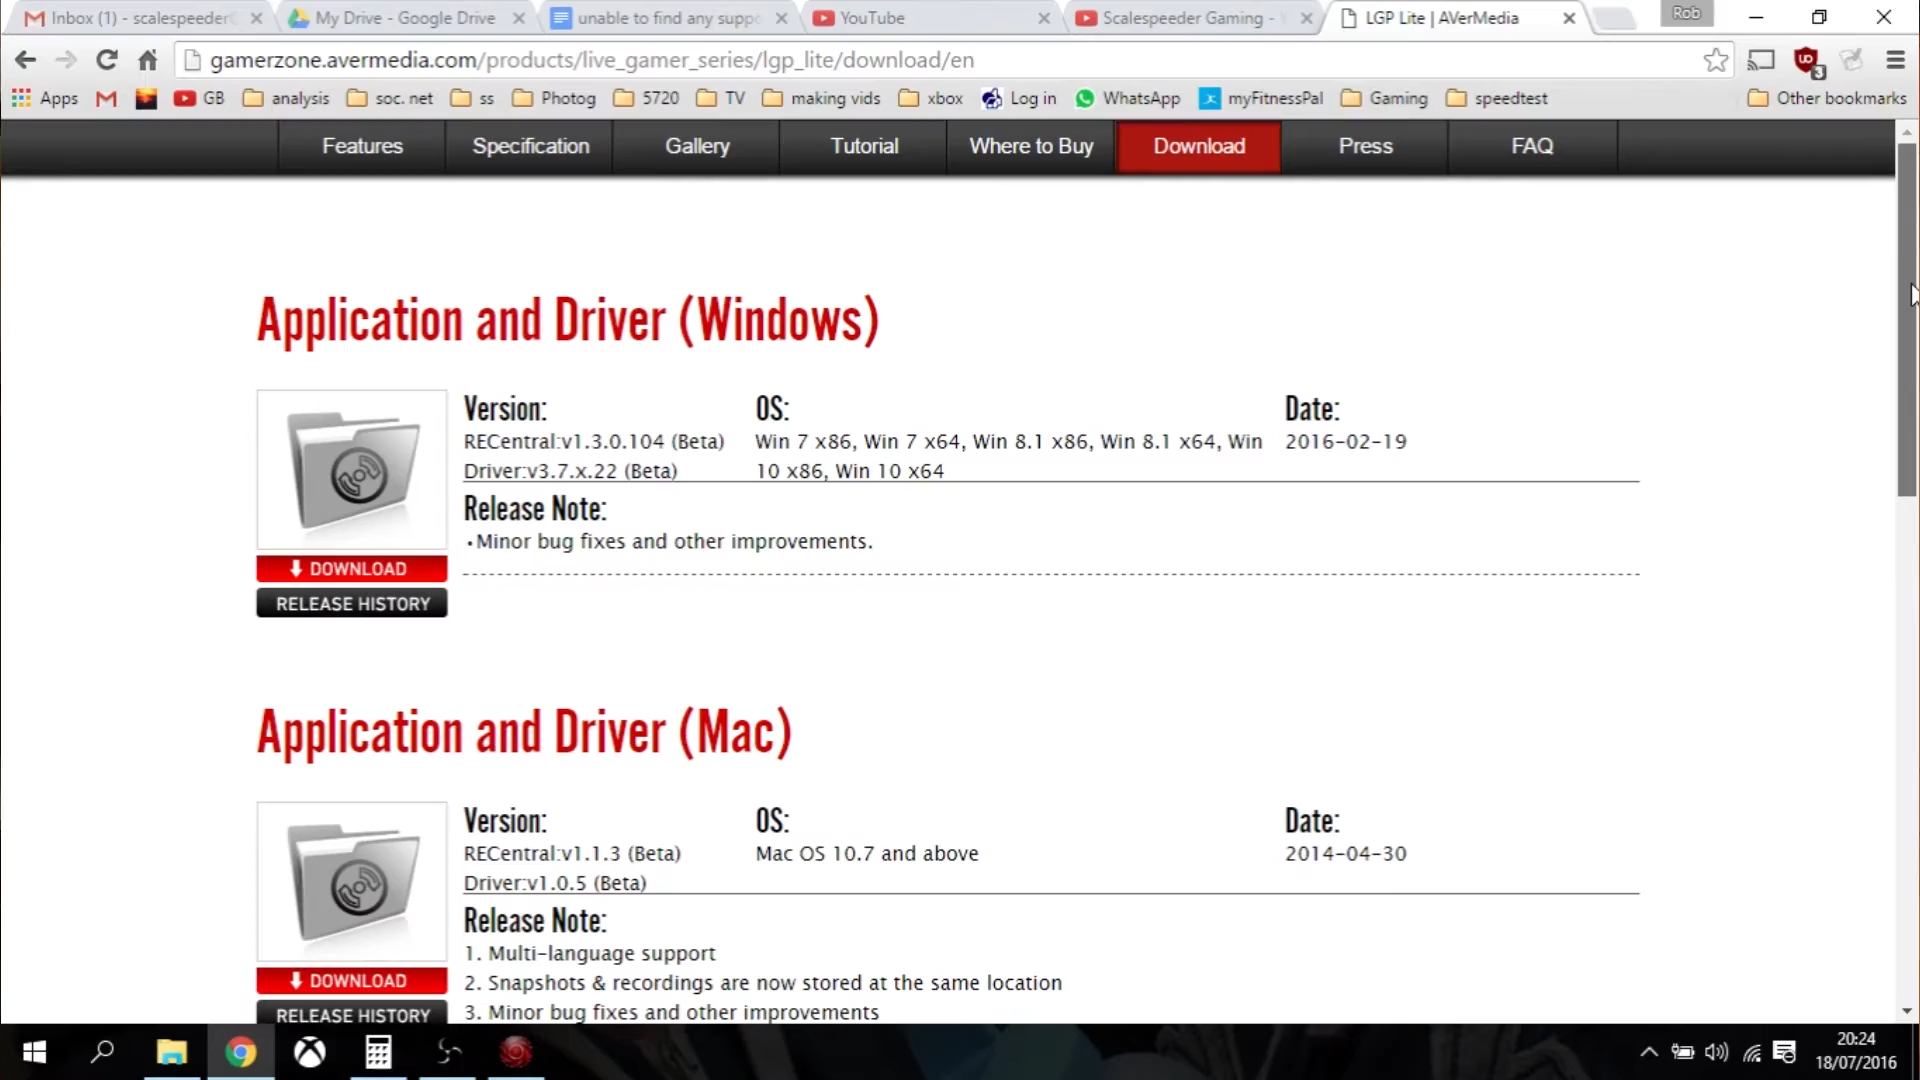 Inbox (1) - scalespeeder
My Drive - Google Drive
unable to find any suppo
YouTube
Scalespeeder Gaming -
LGP Lite | AVerMedia
Rob
gamerzone.avermedia.com/products/live_gamer_series/lgp_lite/download/en
3
Apps
GB
analysis
soc. net
ss
Photog
5720
TV
making vids
xbox
Log in
WhatsApp
myFitnessPal
Gaming
speedtest
Other bookmarks
Features
Specification
Gallery
Tutorial
Where to Buy
Download
Press
FAQ
Application and Driver (Windows)
Version:
RECentral:v1.3.0.104 (Beta)
Driver:v3.7.x.22 (Beta)
OS:
Win 7 x86, Win 7 x64, Win 8.1 x86, Win 8.1 x64, Win
10 x86, Win 10 x64
Date:
2016-02-19
Release Note:
•Minor bug fixes and other improvements.
DOWNLOAD
RELEASE HISTORY
Application and Driver (Mac)
Version:
RECentral:v1.1.3 (Beta)
Driver:v1.0.5 (Beta)
OS:
Mac OS 10.7 and above
Date:
2014-04-30
Release Note:
1. Multi-language support
2. Snapshots & recordings are now stored at the same location
3. Minor bug fixes and other improvements
DOWNLOAD
RELEASE HISTORY
20:24
18/07/2016